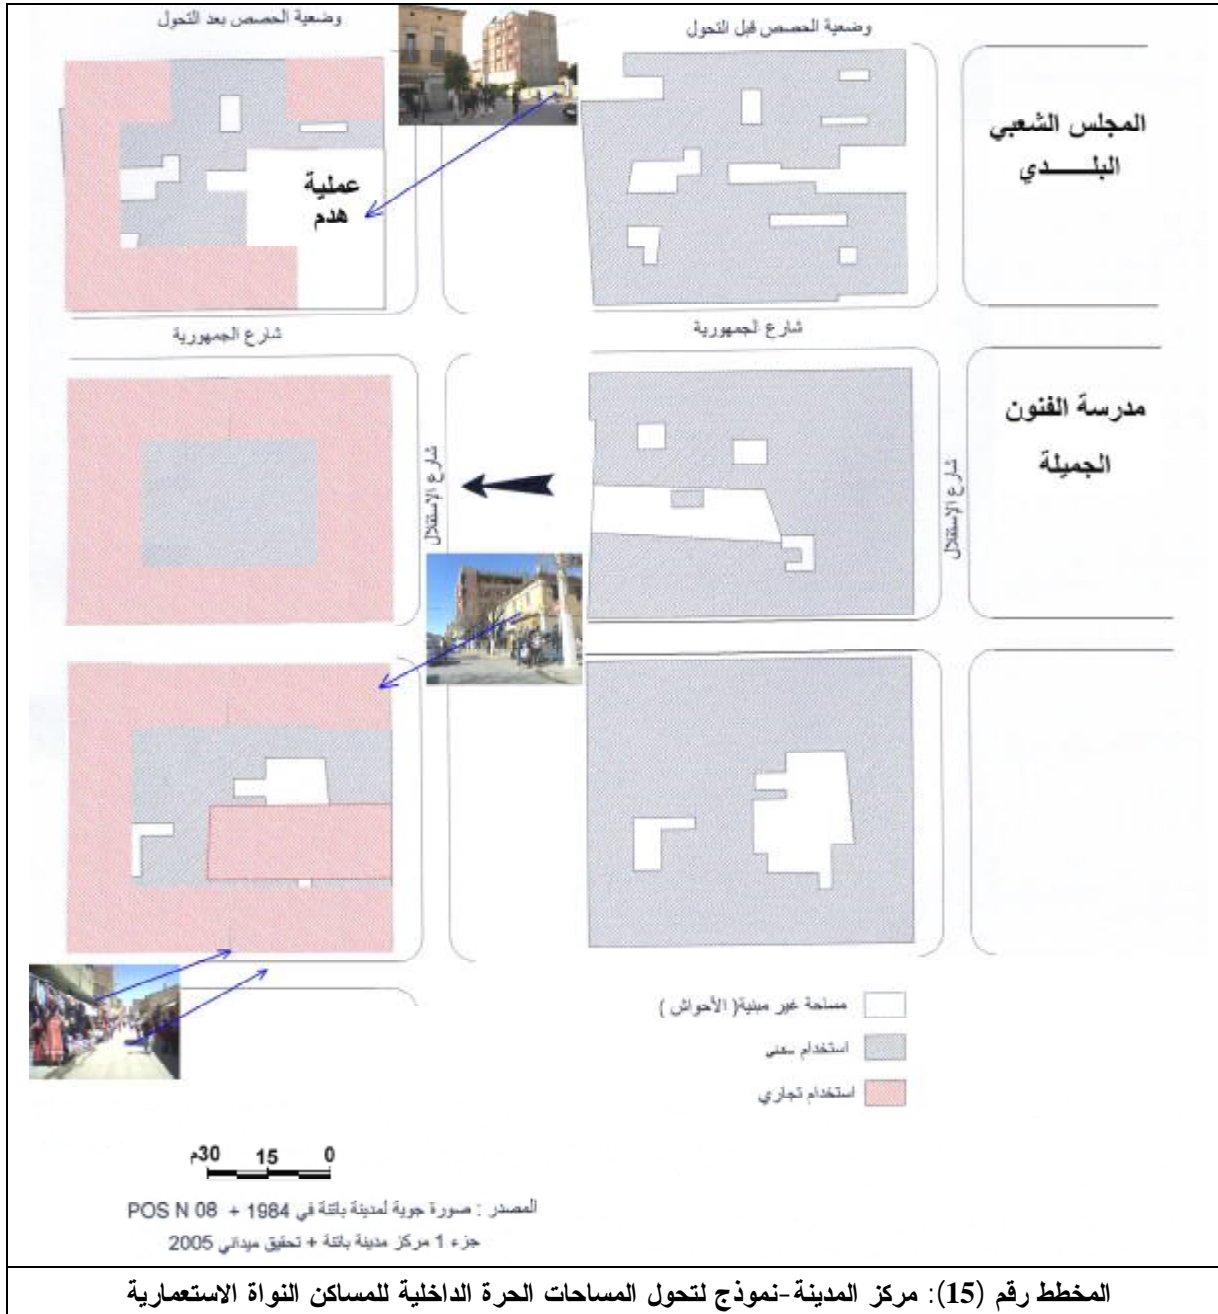 وضعية الحصص قبل التحول
وضعية الحصص بعد التحول
المجلس الشعبي
البلـــــدي
عملية
هدم
شارع الجمهورية
شارع الجمهورية
مدرسة الفنون
الجميلة
شارع الإستقلال
شارع الإستقلال
مساحة غير مبنية( الأحواش )
استخدام سكني
استخدام تجاري
30م 15 0
المصدر : صورة جوية لمدينة باتنة في 1984 + POS N 08
جزء 1 مركز مدينة باتنة + تحقيق ميداني 2005
المخطط رقم (15): مركز المدينة-نموذج لتحول المساحات الحرة الداخلية للمساكن النواة الاستعمارية